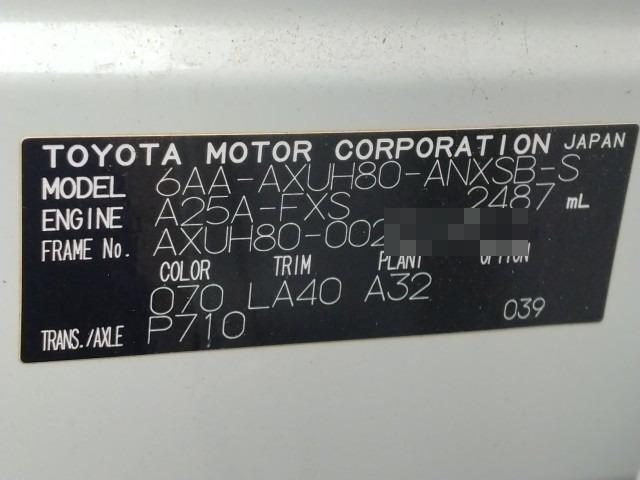 TOYOTA MOTOR CORPORATION JAPAN
MODEL 6AA-AXUH80-ANXSB-S
ENGINE A25A-FXS 2487 mL
FRAME No. AXUH80-002
COLOR TRIM PLANT OPTION
070 LA40 A32
TRANS./AXLE P710 039